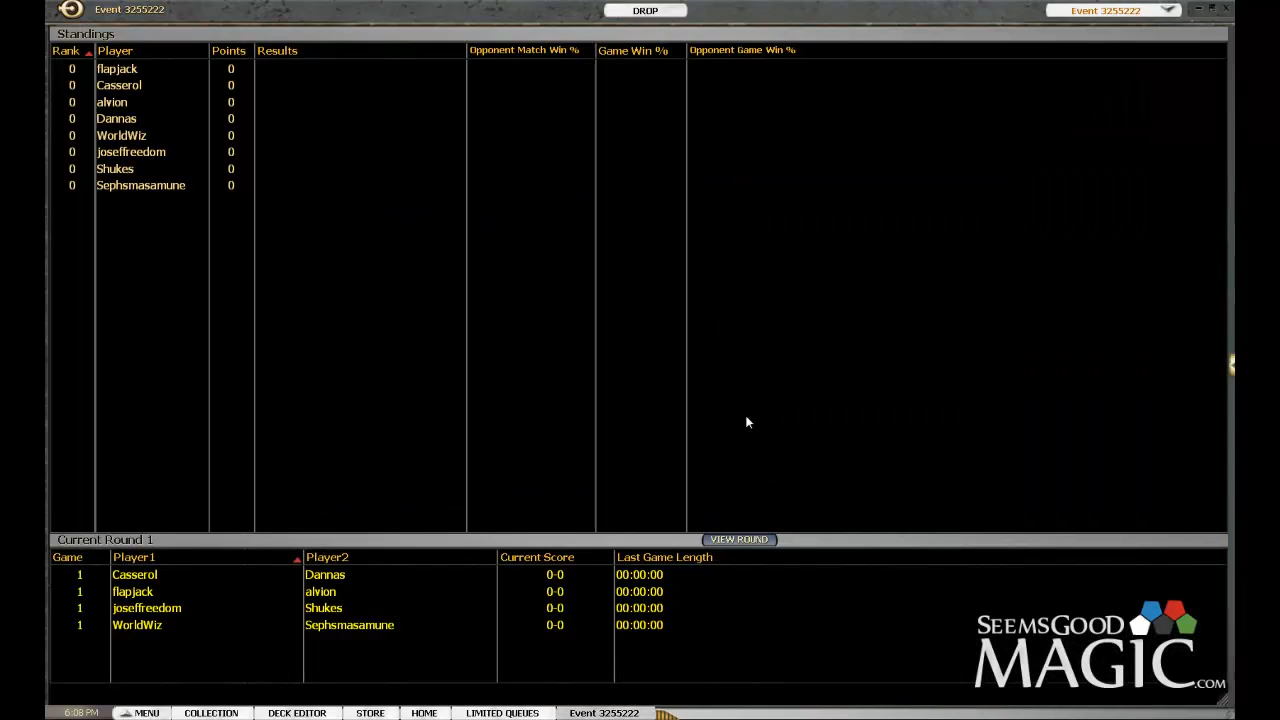 Event 3255222 DROP Event 3255222
Standings
Rank Player Points Results Opponent Match Win % Game Win % Opponent Game Win %
0 flapjack 0
0 Casserol 0
0 alvion 0
0 Dannas 0
0 WorldWiz 0
0 joseffreedom 0
0 Shukes 0
0 Sephsmasamune 0
Current Round 1 VIEW ROUND
Game Player1 Player2 Current Score Last Game Length
1 Casserol Dannas 0-0 00:00:00
1 flapjack alvion 0-0 00:00:00
1 joseffreedom Shukes 0-0 00:00:00
1 WorldWiz Sephsmasamune 0-0 00:00:00
SEEMSGOOD
MAGIC.COM
6:08 PM MENU COLLECTION DECK EDITOR STORE HOME LIMITED QUEUES Event 3255222